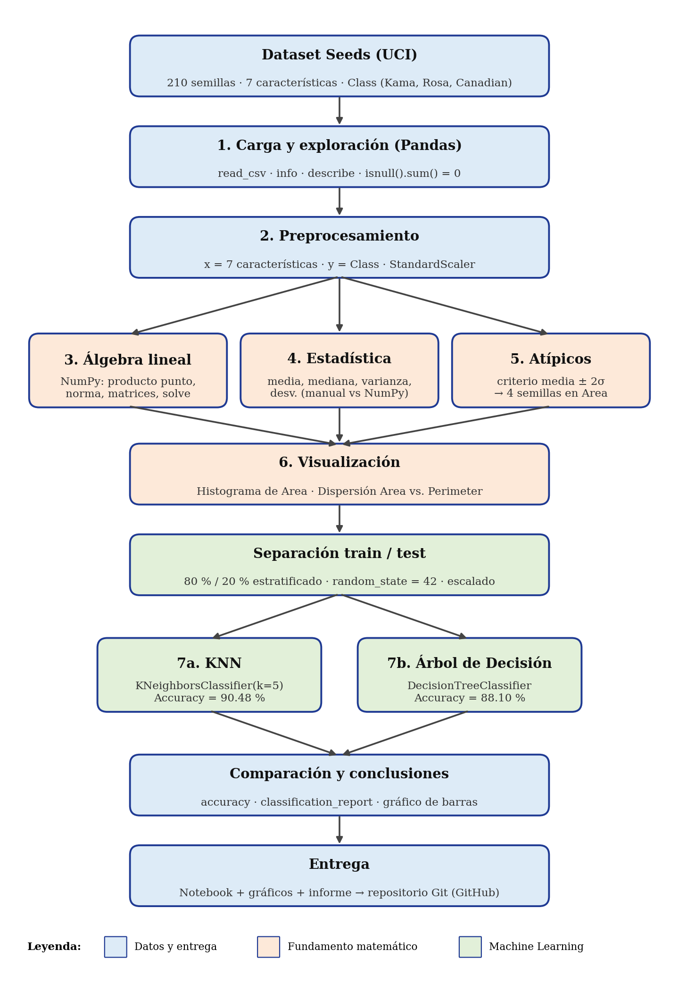 Dataset Seeds (UCI)
210 semillas · 7 características · Class (Kama, Rosa, Canadian)
1. Carga y exploración (Pandas)
read_csv · info · describe · isnull().sum() = 0
2. Preprocesamiento
x = 7 características · y = Class · StandardScaler
3. Álgebra lineal
NumPy: producto punto,
norma, matrices, solve
4. Estadística
media, mediana, varianza,
desv. (manual vs NumPy)
5. Atípicos
criterio media ± 2σ
→ 4 semillas en Area
6. Visualización
Histograma de Area · Dispersión Area vs. Perimeter
Separación train / test
80 % / 20 % estratificado · random_state = 42 · escalado
7a. KNN
KNeighborsClassifier(k=5)
Accuracy = 90.48 %
7b. Árbol de Decisión
DecisionTreeClassifier
Accuracy = 88.10 %
Comparación y conclusiones
accuracy · classification_report · gráfico de barras
Entrega
Notebook + gráficos + informe → repositorio Git (GitHub)
Leyenda:
Datos y entrega
Fundamento matemático
Machine Learning